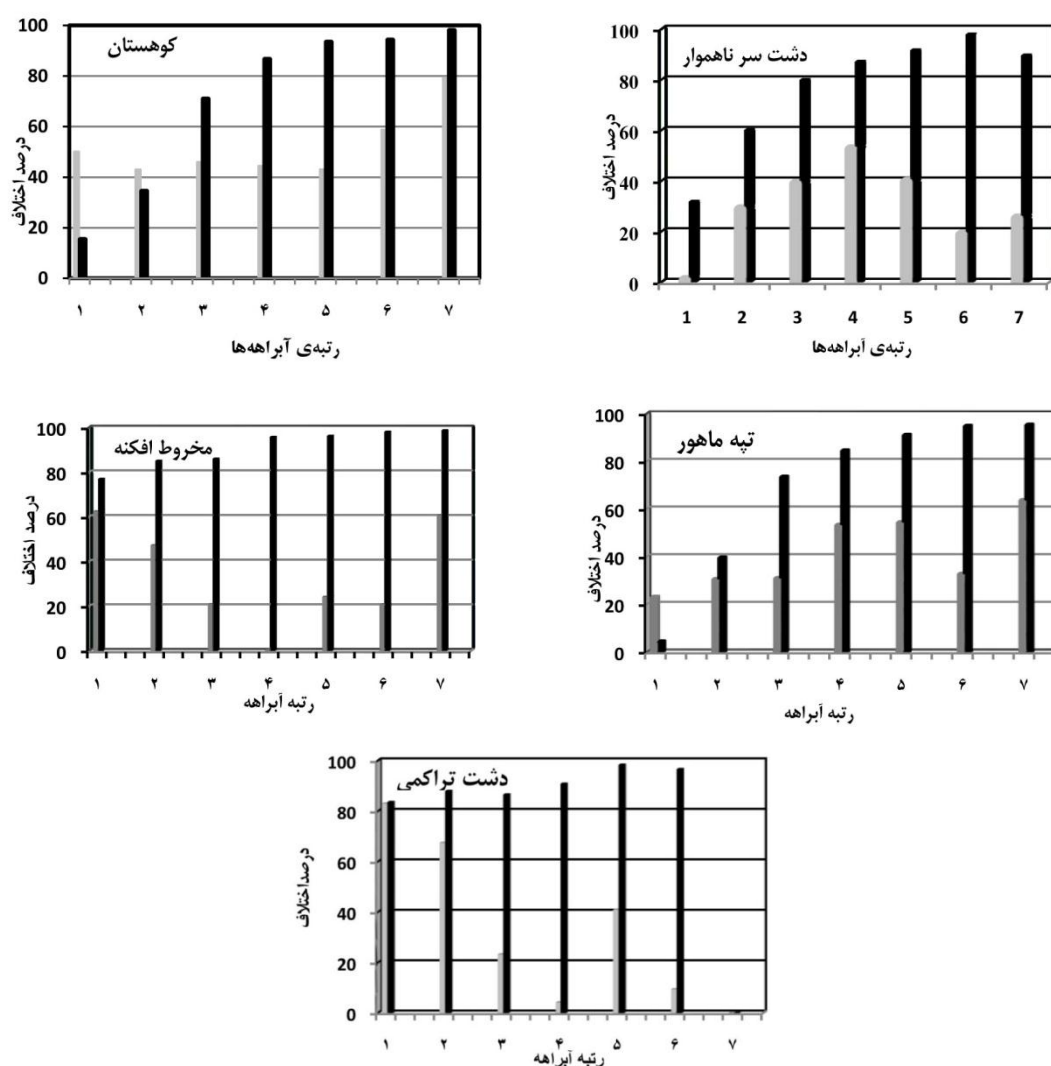 کوهستان
درصد اختلاف
100
80
60
40
20
0
۱ ۲ ۳ ۴ ۵ ۶ ۷
رتبه‌ی آبراهه‌ها
دشت سر ناهموار
درصد اختلاف
100
80
60
40
20
0
1 2 3 4 5 6 7
رتبه‌ی آبراهه‌ها
مخروط افکنه
درصد اختلاف
100
80
60
40
20
0
۱ ۲ ۳ ۴ ۵ ۶ ۷
رتبه آبراهه
تپه ماهور
درصد اختلاف
100
80
60
40
20
0
۱ ۲ ۳ ۴ ۵ ۶ ۷
رتبه آبراهه
دشت تراکمی
درصداختلاف
100
80
60
40
20
0
۱ ۲ ۳ ۴ ۵ ۶ ۷
رتبه آبراهه